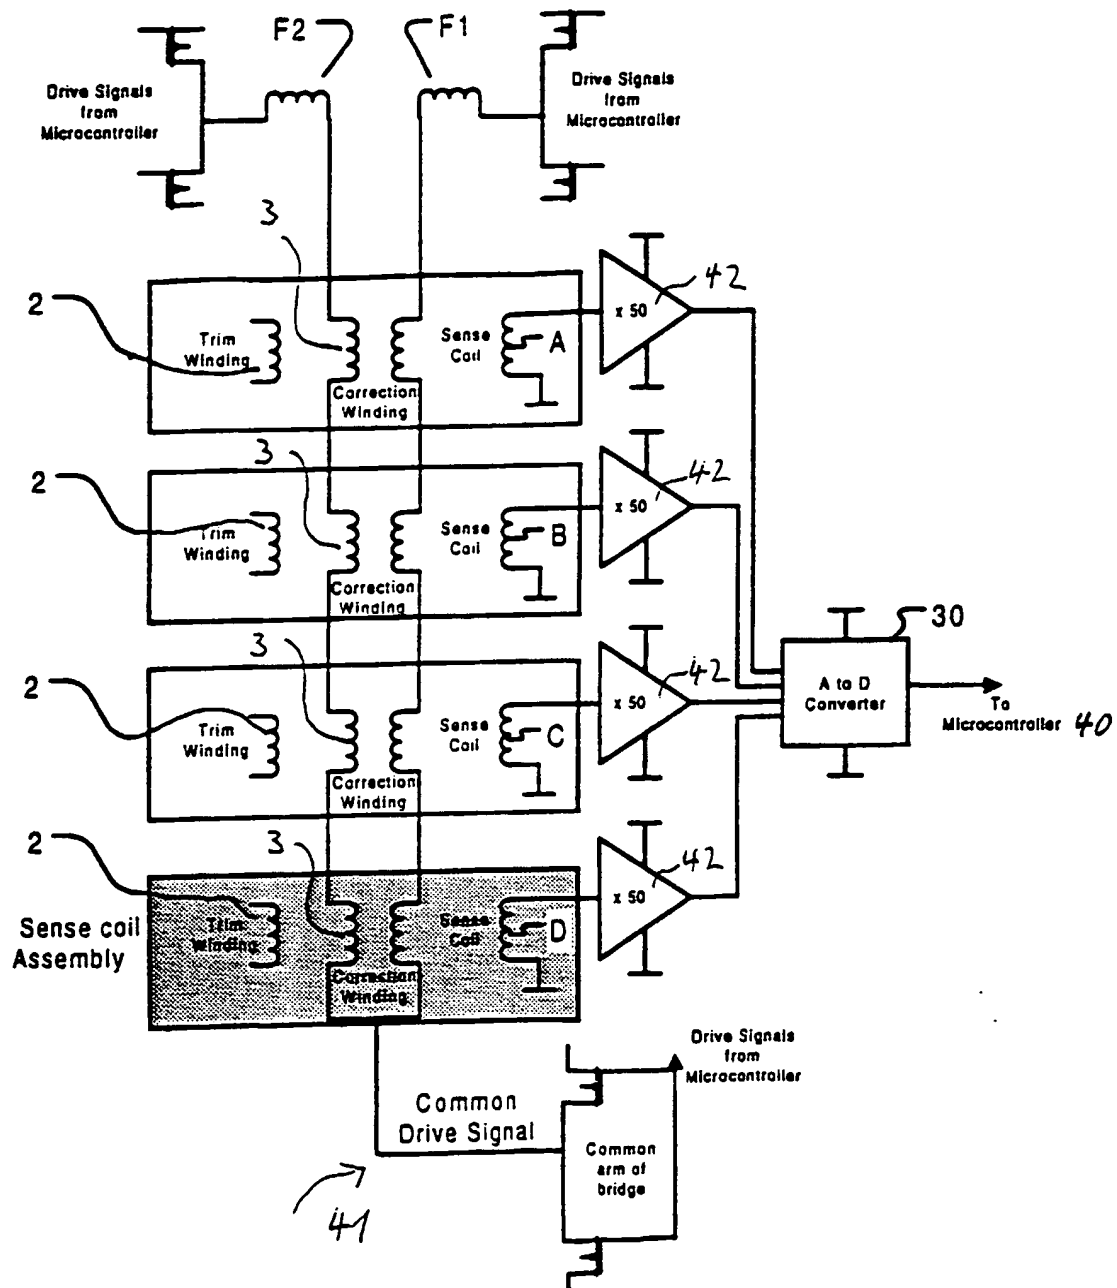 F2
F1
Drive Signals
from
Microcontroller
Drive Signals
from
Microcontroller
3
2
Trim
Winding
Correction
Winding
Sense
Coil
A
x 50
42
3
2
Trim
Winding
Correction
Winding
Sense
Coil
B
x 50
42
3
2
Trim
Winding
Correction
Winding
Sense
Coil
C
x 50
42
30
A to D
Converter
To
Microcontroller 40
3
2
Sense coil
Assembly
Trim
Winding
Correction
Winding
Sense
Coil
D
x 50
42
Drive Signals
from
Microcontroller
Common
Drive Signal
Common
arm of
bridge
41